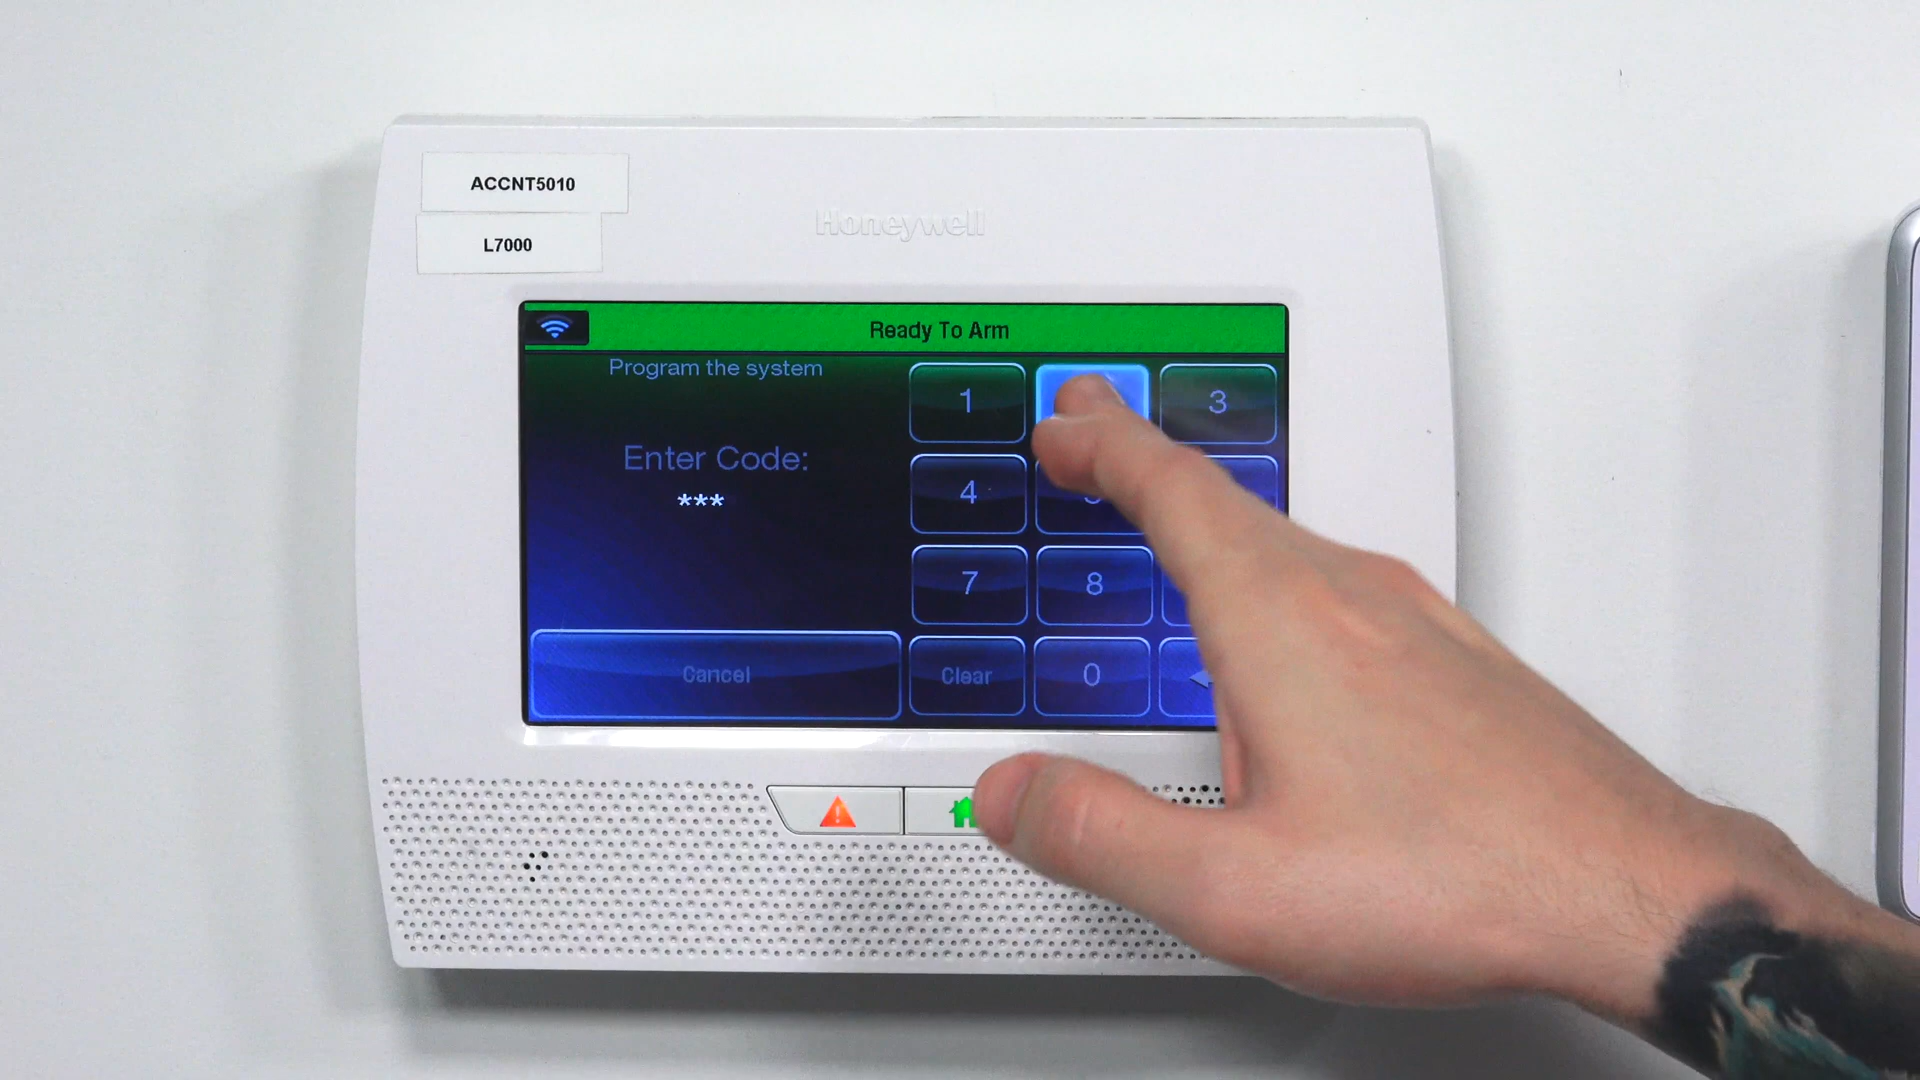 ACCNT5010
L7000
Honeywell
Ready To Arm
Program the system
Enter Code:
***
1
3
4
7
8
Cancel
Clear
0